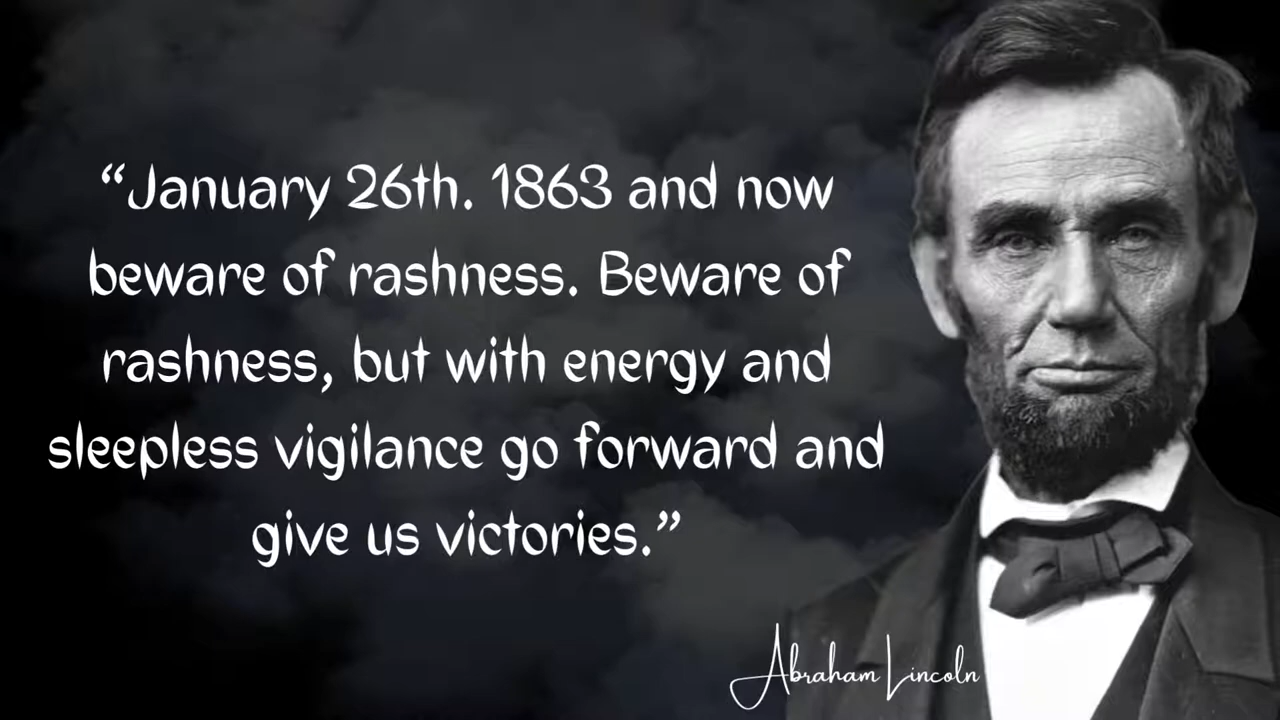 “January 26th. 1863 and now
beware of rashness. Beware of
rashness, but with energy and
sleepless vigilance go forward and
give us victories.”
Abraham Lincoln